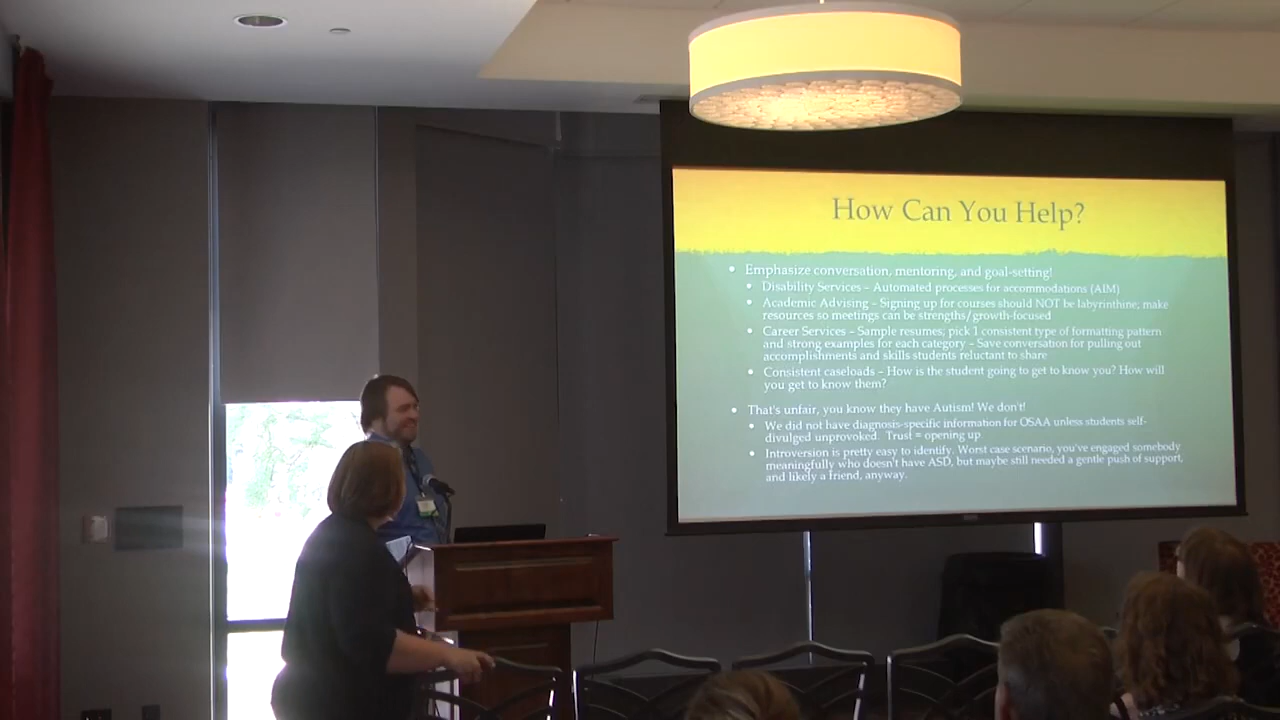 How Can You Help?
• Emphasize conversation, mentoring, and goal-setting!
• Disability Services – Automated processes for accommodations (AIM)
• Academic Advising – Signing up for courses should NOT be labyrinthine; make
resources so meetings can be strengths/growth-focused
• Career Services – Sample resumes; pick 1 consistent type of formatting pattern
and strong examples for each category – Save conversation for pulling out
accomplishments and skills students reluctant to share
• Consistent caseloads – How is the student going to get to know you? How will
you get to know them?
• That's unfair, you know they have Autism! We don't!
• We did not have diagnosis-specific information for OSAA unless students self-
divulged unprovoked. Trust = opening up
• Introversion is pretty easy to identify. Worst case scenario, you've engaged somebody
meaningfully who doesn't have ASD, but maybe still needed a gentle push of support,
and likely a friend, anyway.